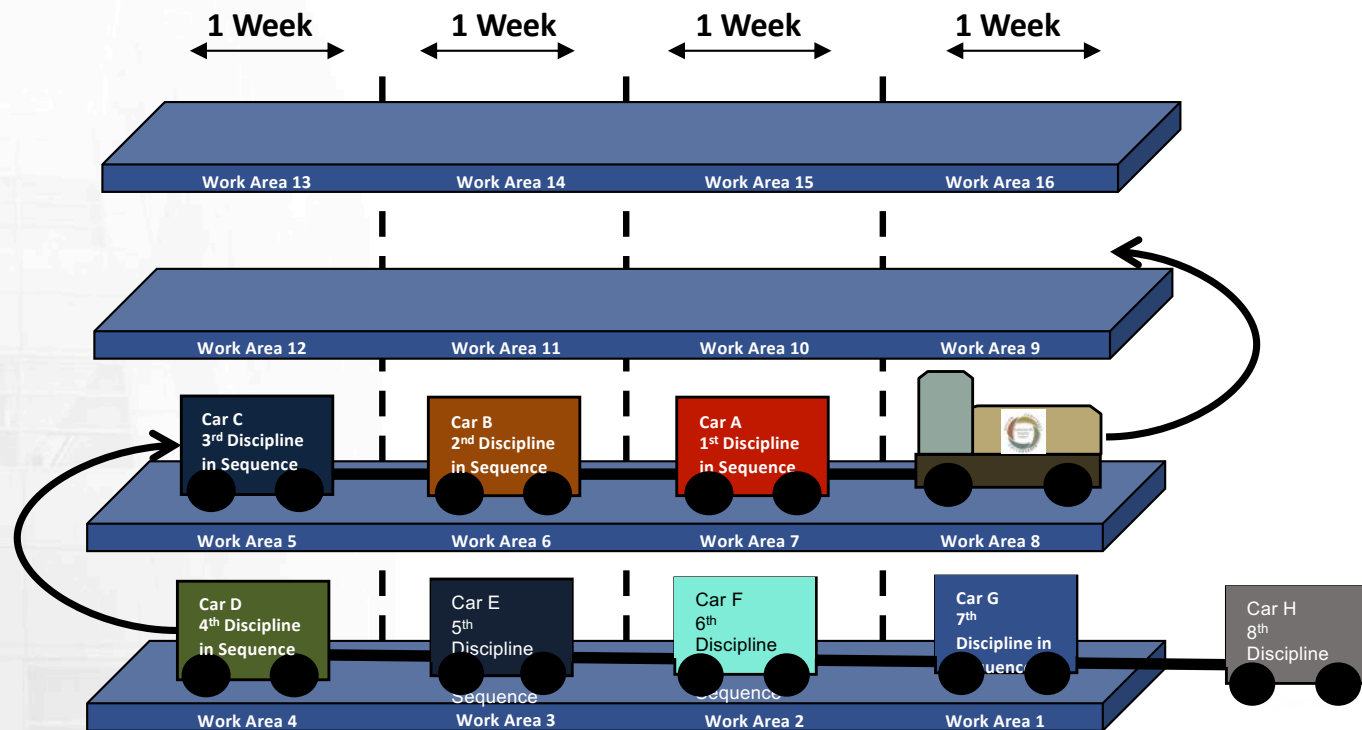 1 Week
1 Week
1 Week
1 Week
Work Area 13
Work Area 14
Work Area 15
Work Area 16
Work Area 12
Work Area 11
Work Area 10
Work Area 9
Car C
3rd Discipline
in Sequence
Car B
2nd Discipline
in Sequence
Car A
1st Discipline
in Sequence
Work Area 5
Work Area 6
Work Area 7
Work Area 8
Car D
4th Discipline
in Sequence
Car E
5th
Discipline
Sequence
Car F
6th
Discipline
Sequence
Car G
7th
Discipline in
Car H
8th
Discipline
Work Area 4
Work Area 3
Work Area 2
Work Area 1